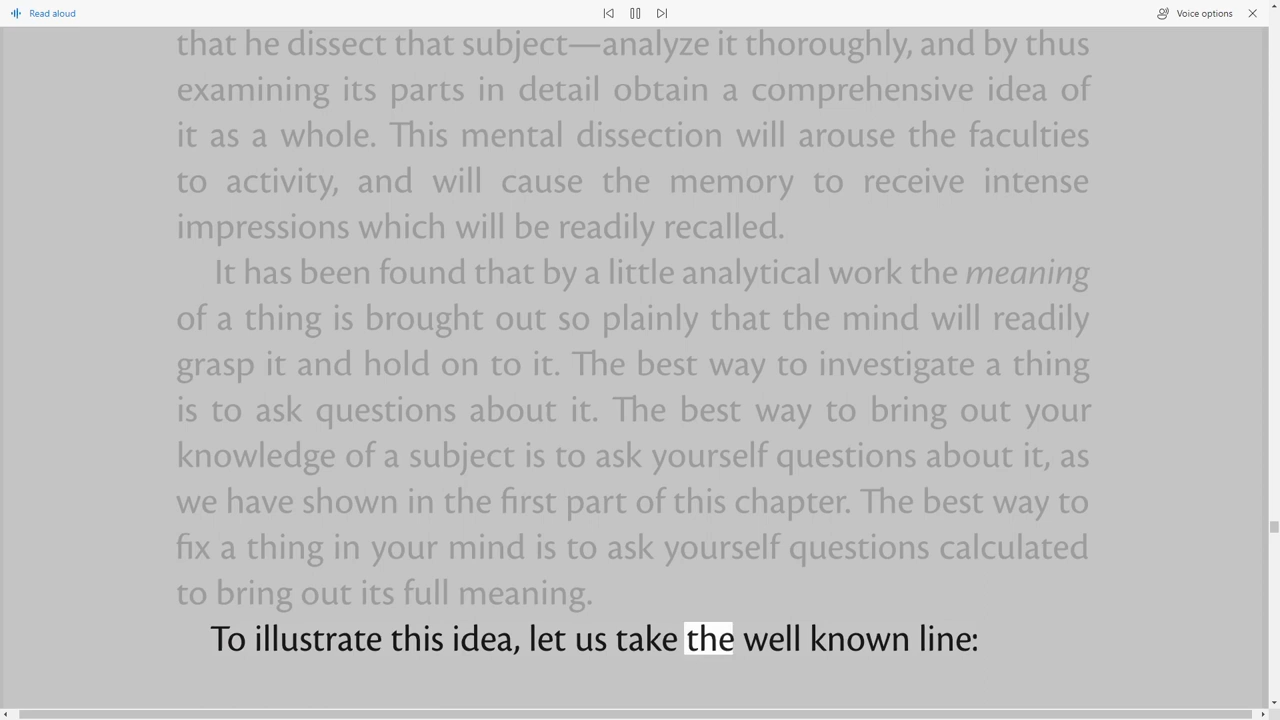 Read aloud
Voice options
that he dissect that subject—analyze it thoroughly, and by thus
examining its parts in detail obtain a comprehensive idea of
it as a whole. This mental dissection will arouse the faculties
to activity, and will cause the memory to receive intense
impressions which will be readily recalled.
It has been found that by a little analytical work the meaning
of a thing is brought out so plainly that the mind will readily
grasp it and hold on to it. The best way to investigate a thing
is to ask questions about it. The best way to bring out your
knowledge of a subject is to ask yourself questions about it, as
we have shown in the first part of this chapter. The best way to
fix a thing in your mind is to ask yourself questions calculated
to bring out its full meaning.
To illustrate this idea, let us take the well known line: